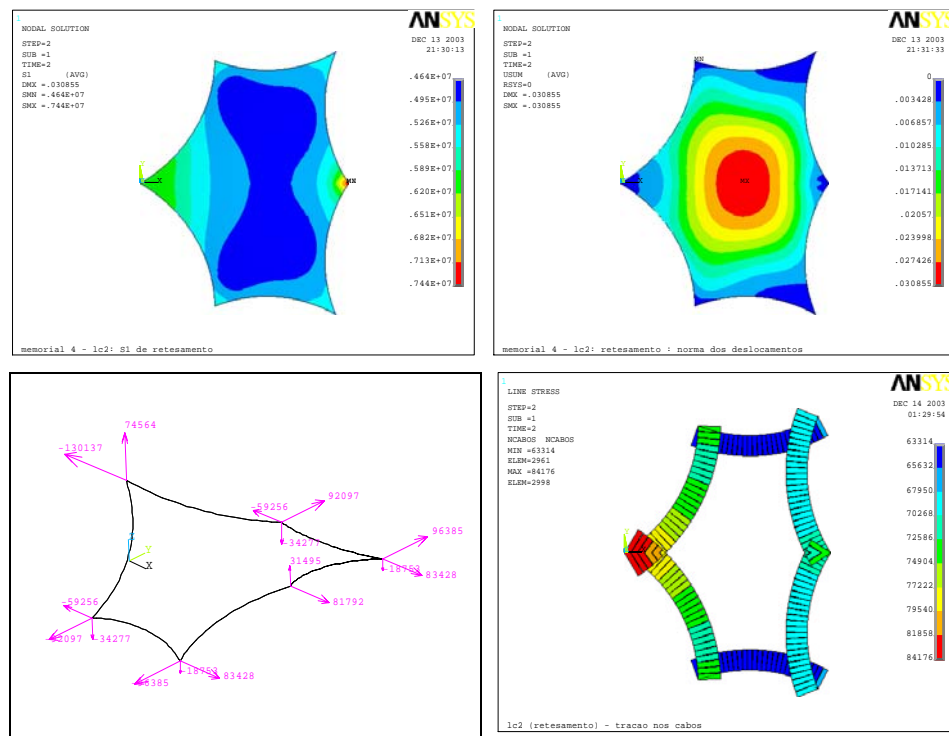 1
ANSYS
NODAL SOLUTION
STEP=2
SUB =1
TIME=2
S1 (AVG)
DMX =.030855
SMN =.464E+07
SMX =.744E+07
DEC 13 2003
21:30:13
.464E+07
.495E+07
.526E+07
.558E+07
.589E+07
.620E+07
.651E+07
.682E+07
.713E+07
.744E+07
Y
X
MX
memorial 4 - lc2: S1 de retesamento
1
ANSYS
NODAL SOLUTION
STEP=2
SUB =1
TIME=2
USUM (AVG)
RSYS=0
DMX =.030855
SMX =.030855
DEC 13 2003
21:31:33
0
.003428
.006857
.010285
.013713
.017141
.02057
.023998
.027426
.030855
MN
MX
Y
X
memorial 4 - lc2: retesamento : norma dos deslocamentos
74564
-130137
-59256
92097
-34277
96385
31495
-18753
83428
Z
Y
X
-59256
81792
-34277
-18753
83428
1
ANSYS
LINE STRESS
STEP=2
SUB =1
TIME=2
NCABOS NCABOS
MIN =63314
ELEM=2961
MAX =84176
ELEM=2998
DEC 14 2003
01:29:54
63314
65632
67950
70268
72586
74904
77222
79540
81858
84176
Y
lc2 (retesamento) - tracao nos cabos